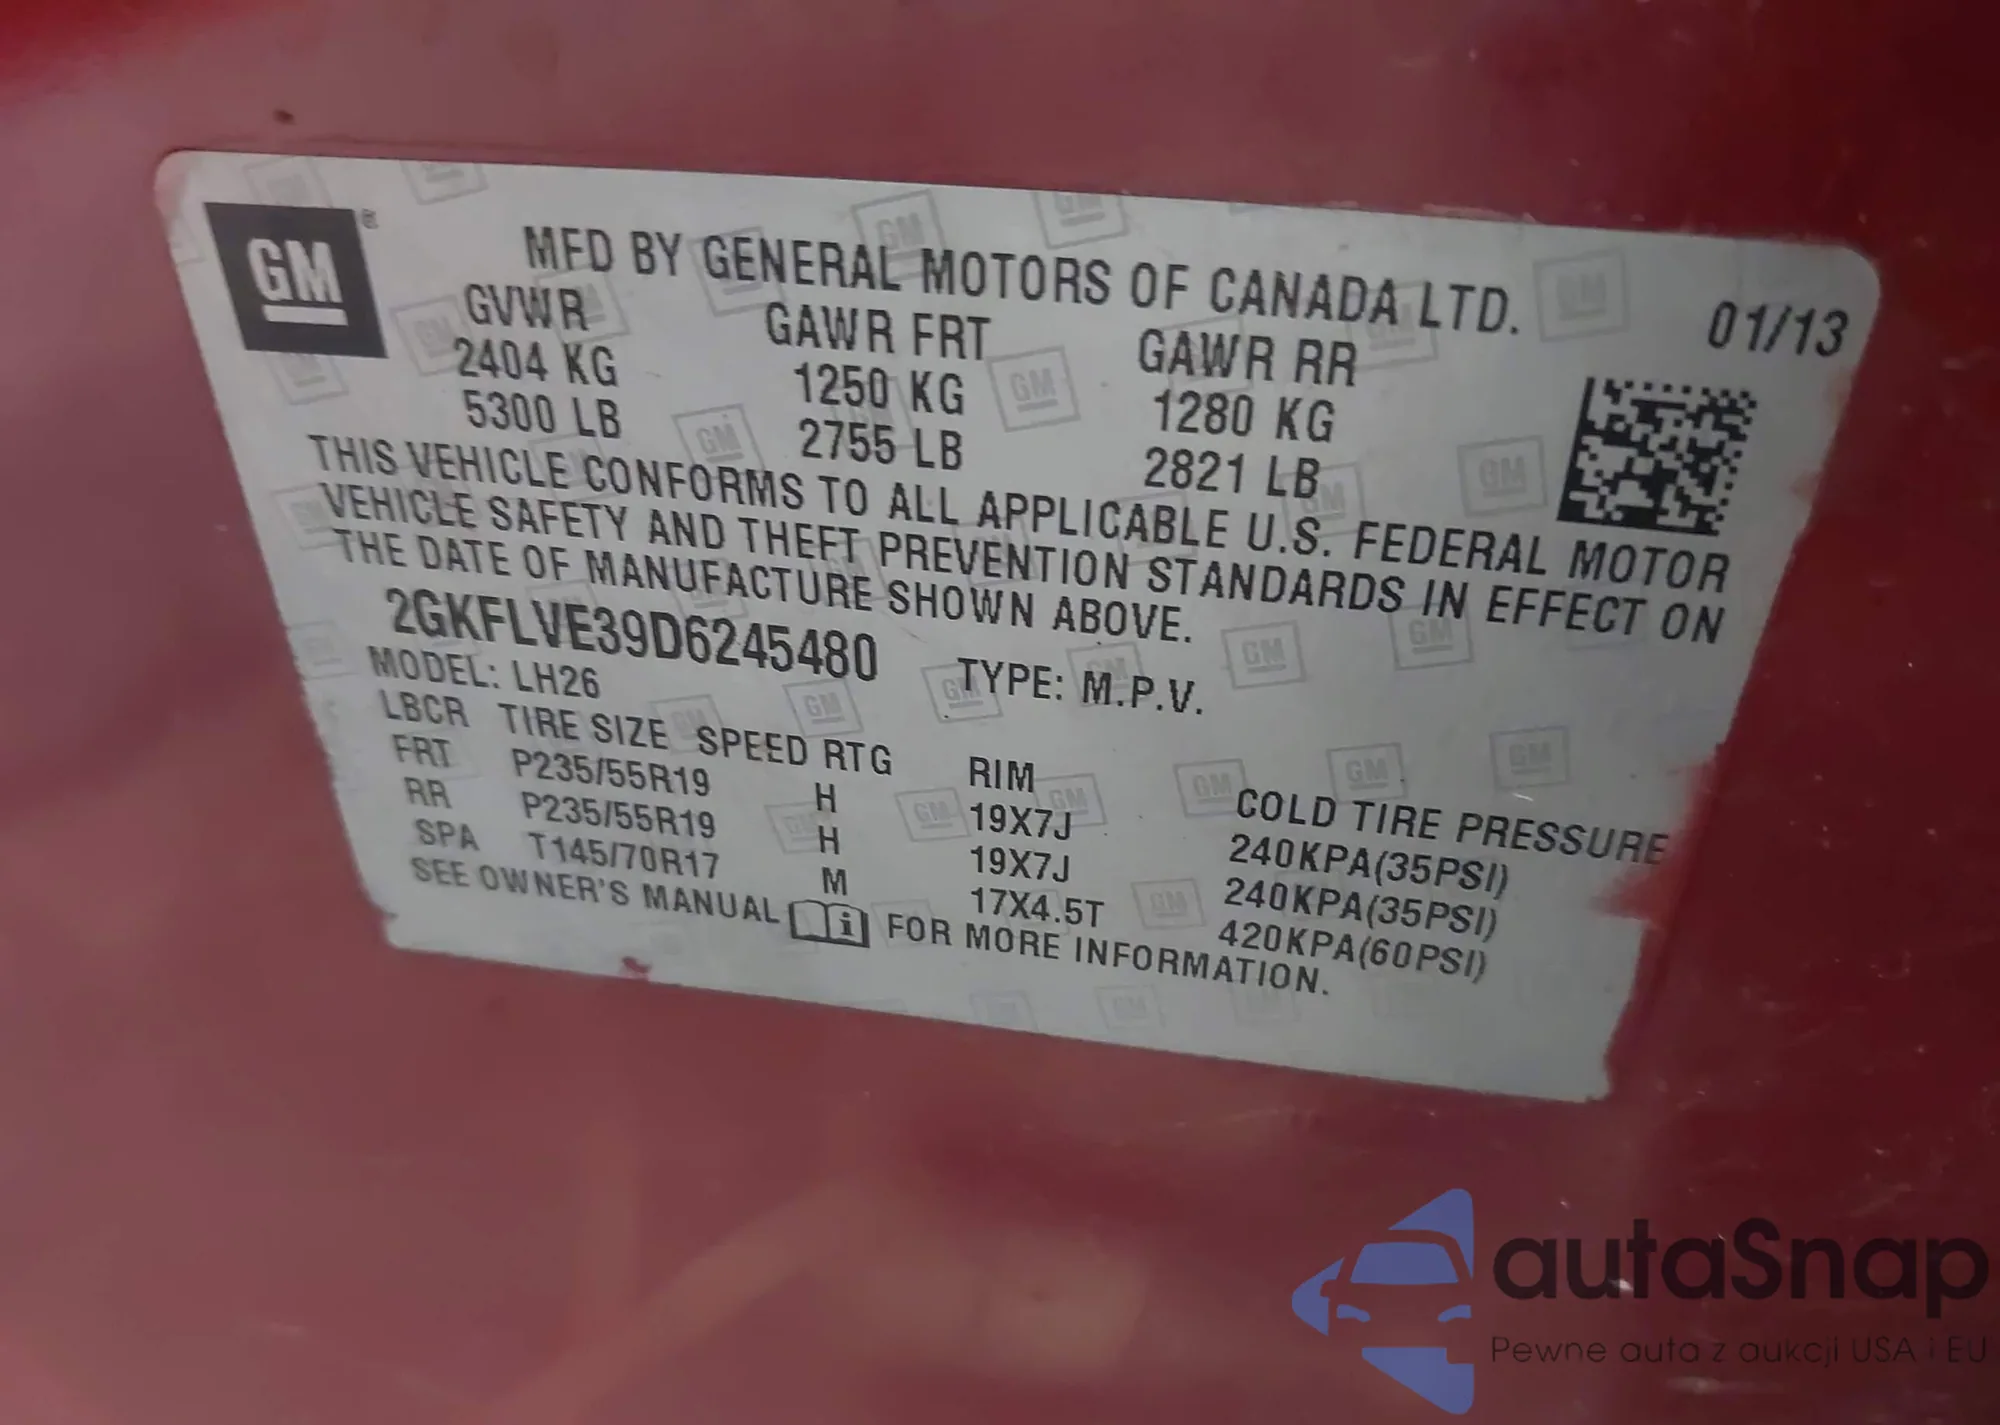 GM ®
MFD BY GENERAL MOTORS OF CANADA LTD.
01/13
GVWR GAWR FRT GAWR RR
2404 KG 1250 KG 1280 KG
5300 LB 2755 LB 2821 LB
THIS VEHICLE CONFORMS TO ALL APPLICABLE U.S. FEDERAL MOTOR
VEHICLE SAFETY AND THEFT PREVENTION STANDARDS IN EFFECT ON
THE DATE OF MANUFACTURE SHOWN ABOVE.
2GKFLVE39D6245480 TYPE: M.P.V.
MODEL: LH26
LBCR TIRE SIZE SPEED RTG RIM COLD TIRE PRESSURE
FRT P235/55R19 H 19X7J 240KPA(35PSI)
RR P235/55R19 H 19X7J 240KPA(35PSI)
SPA T145/70R17 M 17X4.5T 420KPA(60PSI)
SEE OWNER'S MANUAL i FOR MORE INFORMATION.
autaSnap
Pewne auta z aukcji USA i EU